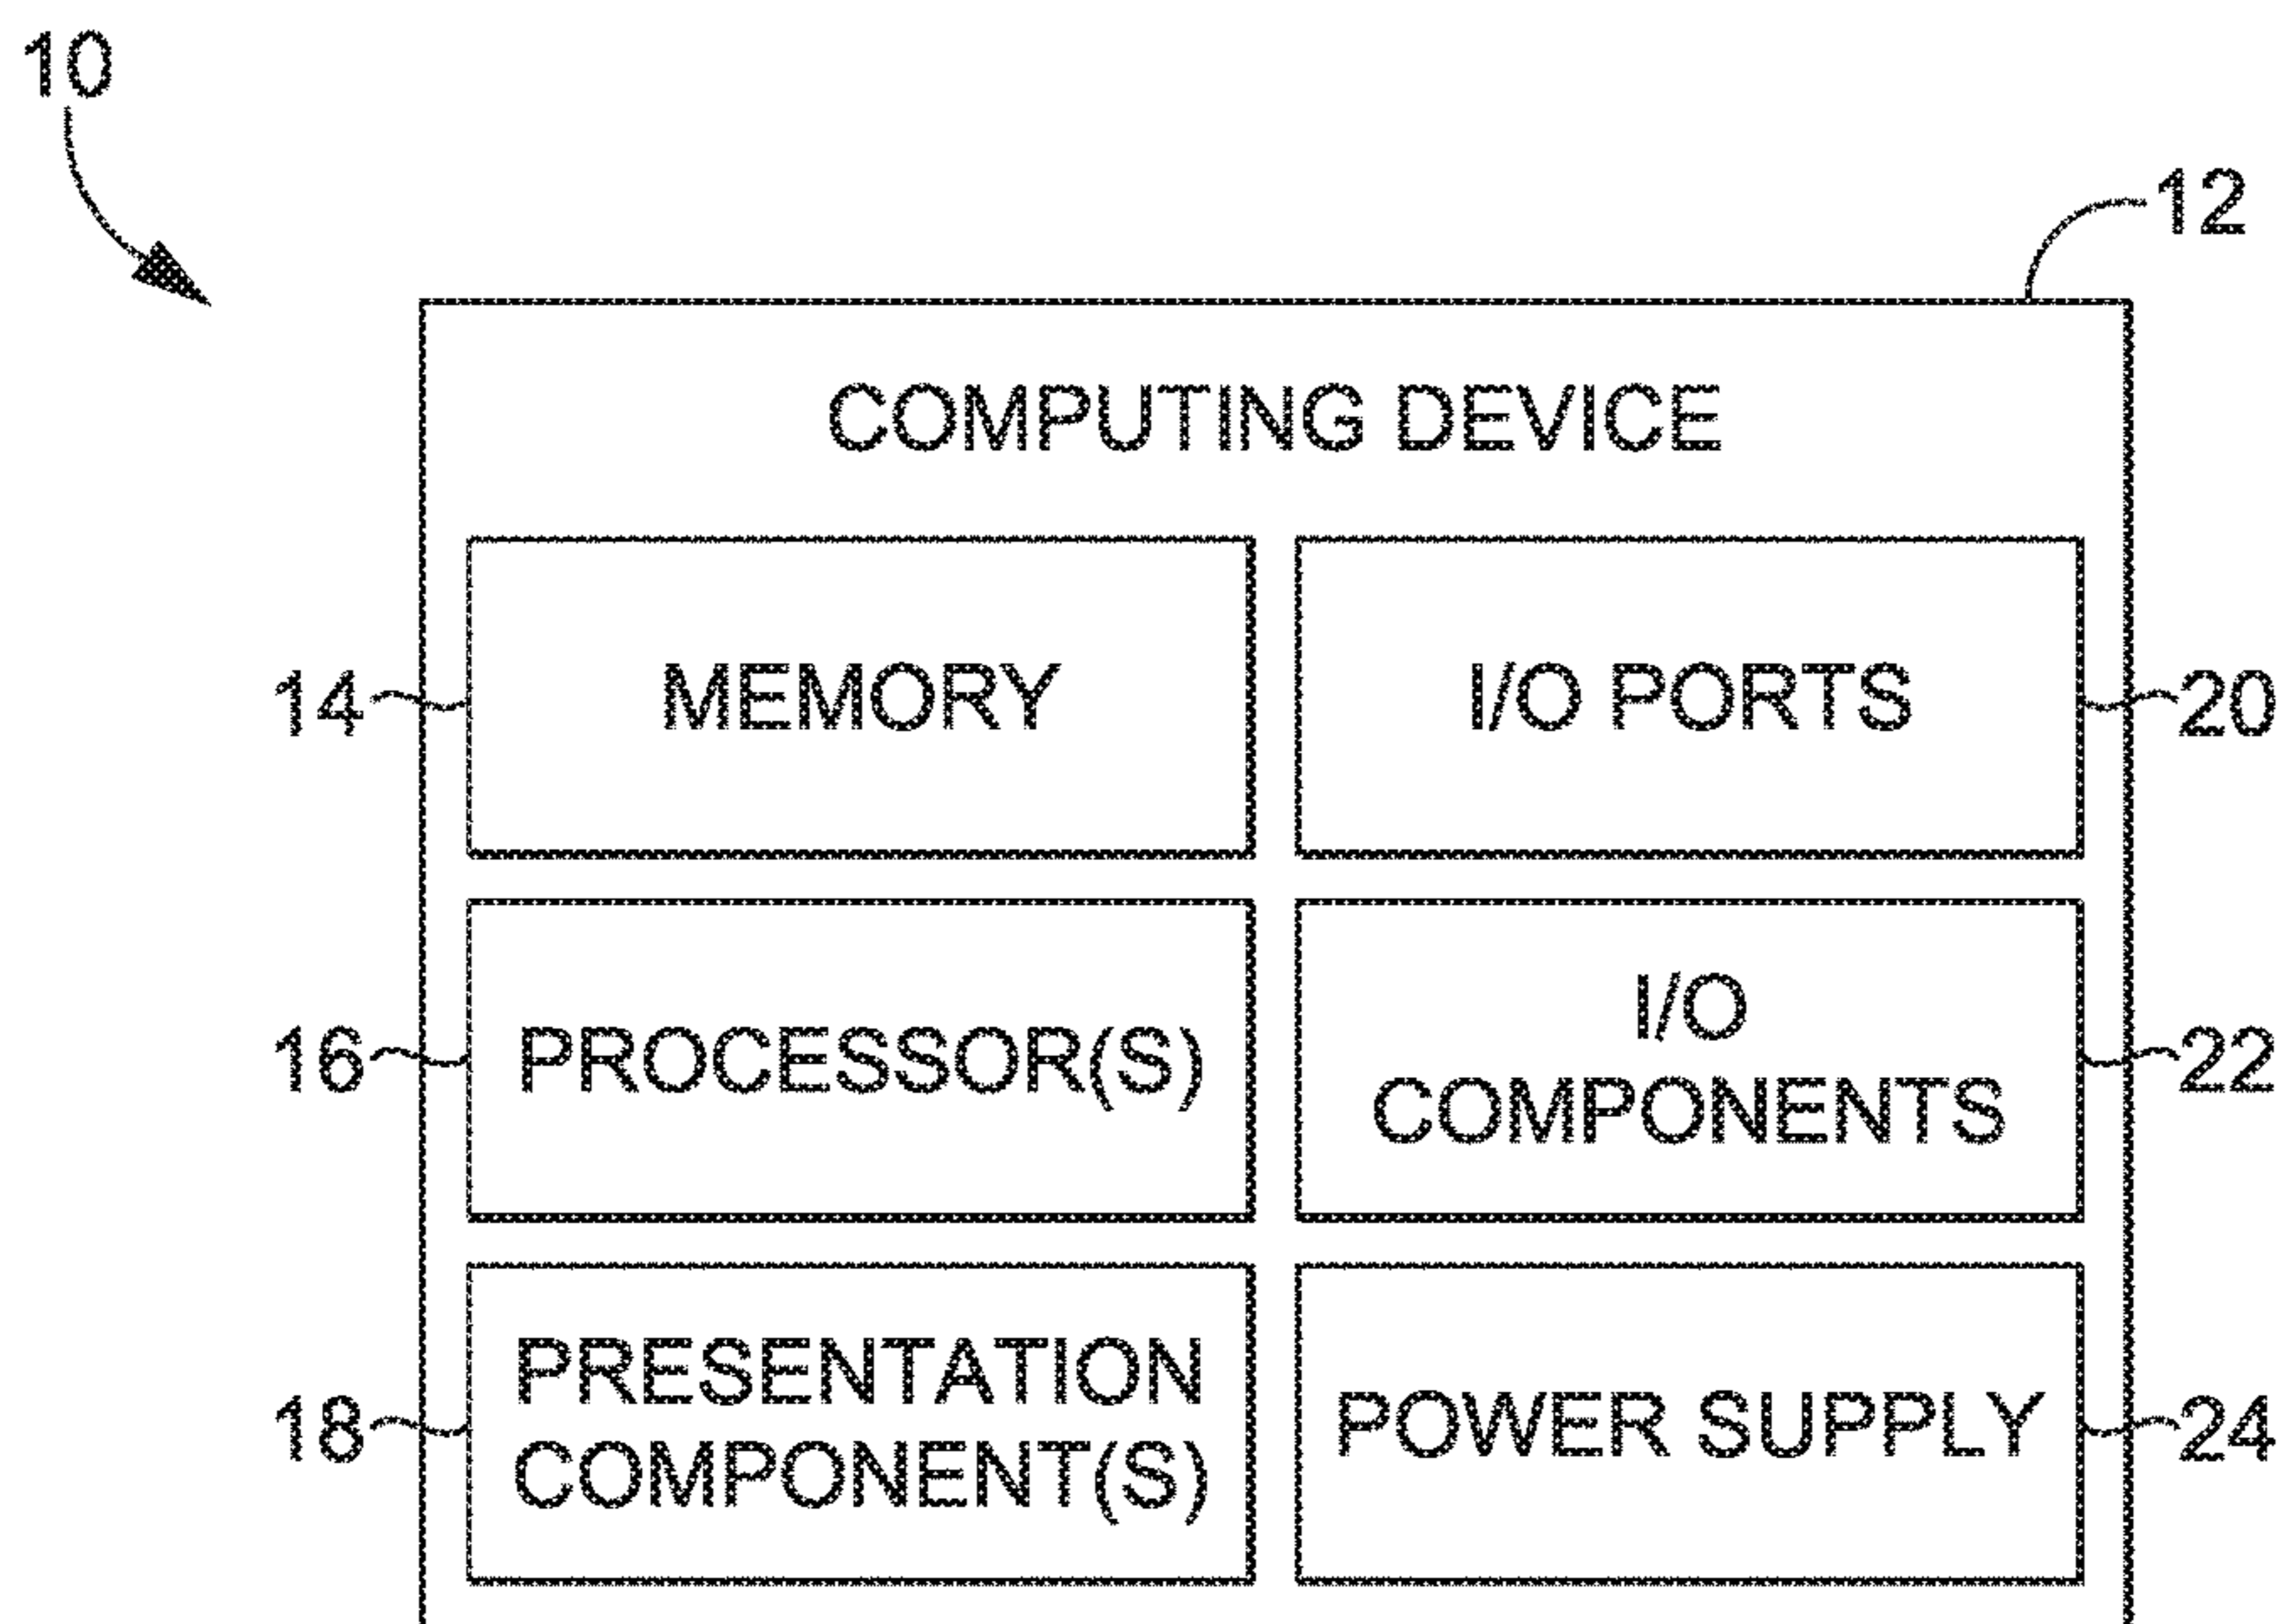 10
12
COMPUTING DEVICE
14
MEMORY
I/O PORTS
20
16
PROCESSOR(S)
I/O
COMPONENTS
22
18
PRESENTATION
COMPONENT(S)
POWER SUPPLY
24